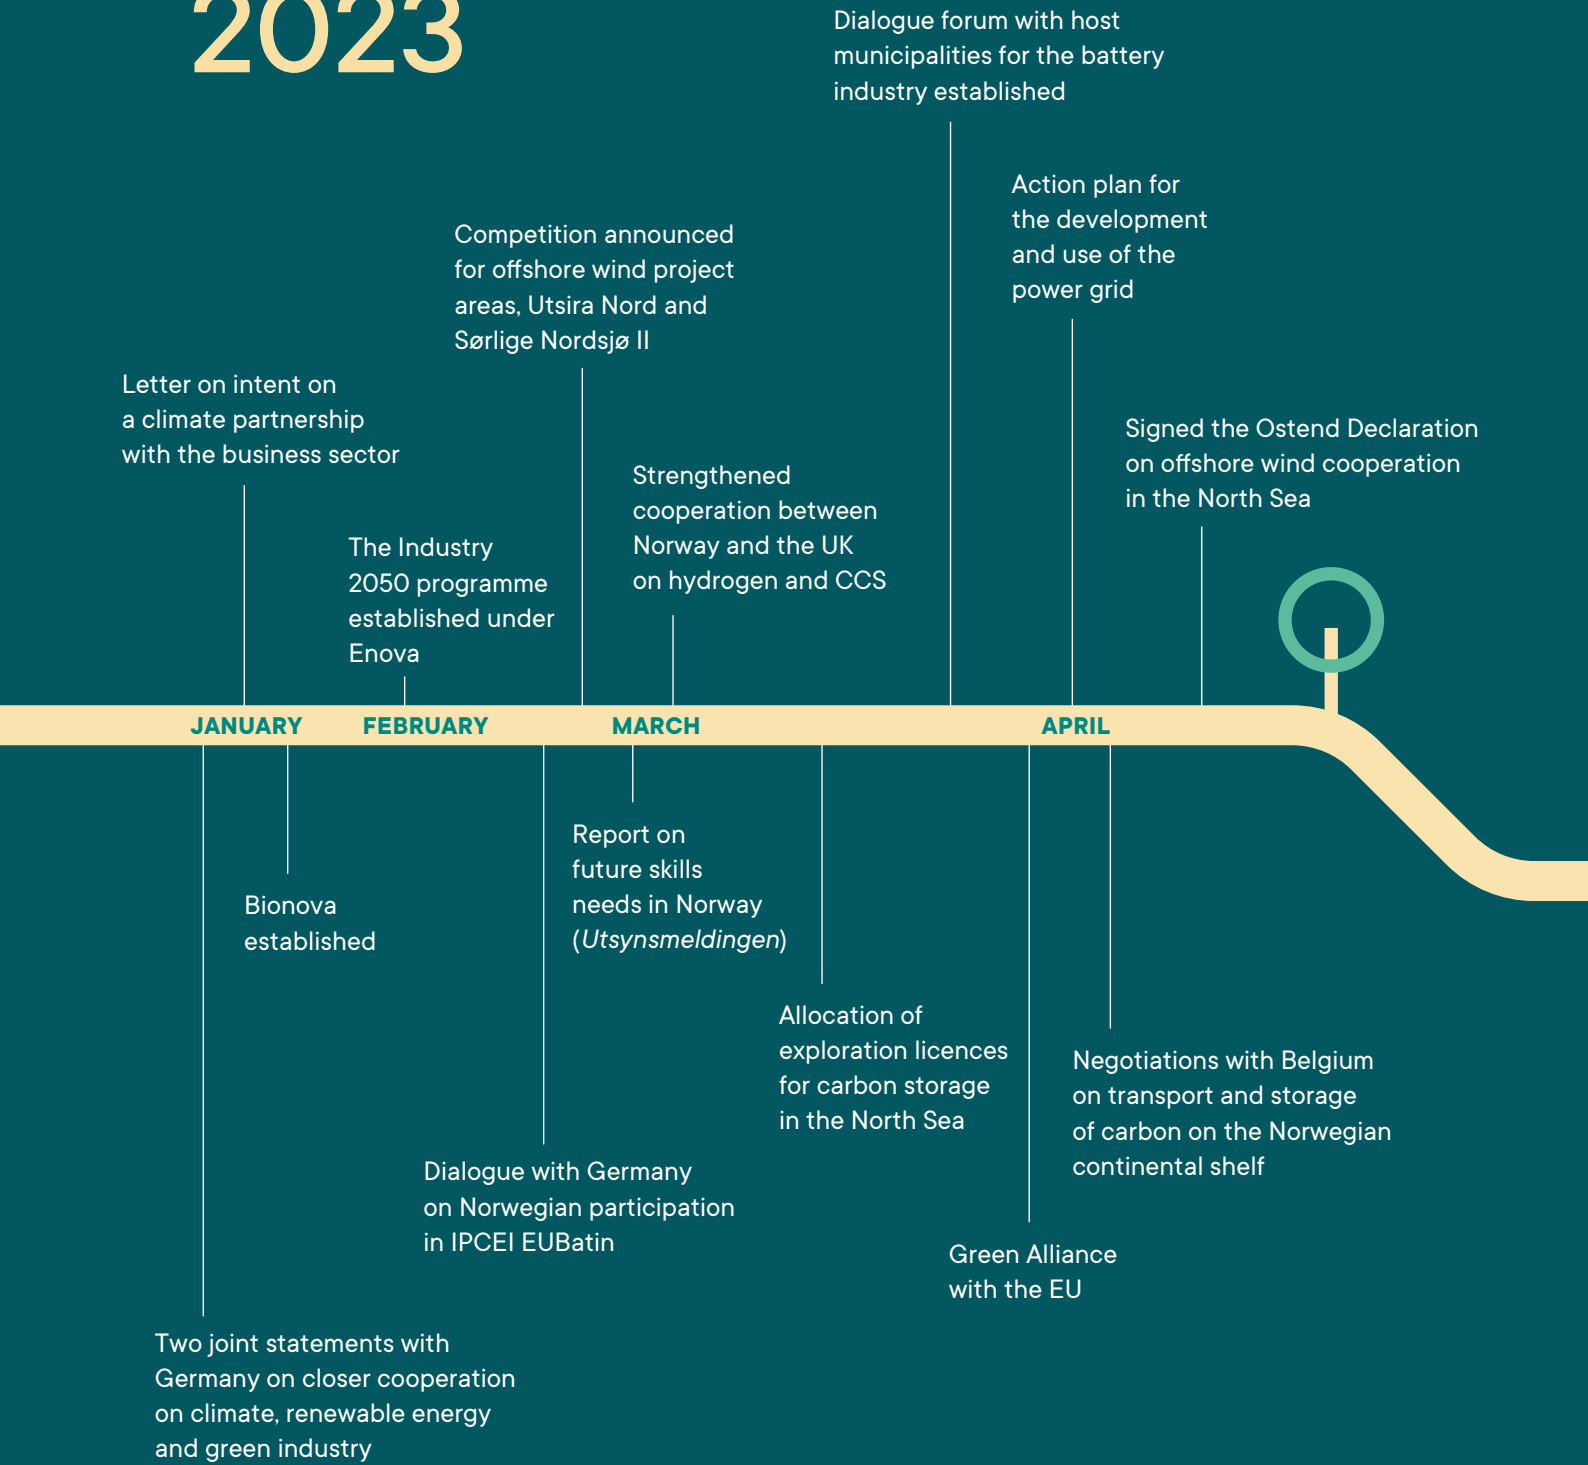 2023
Dialogue forum with host
municipalities for the battery
industry established
Action plan for
the development
and use of the
power grid
Competition announced
for offshore wind project
areas, Utsira Nord and
Sørlige Nordsjø II
Letter on intent on
a climate partnership
with the business sector
Signed the Ostend Declaration
on offshore wind cooperation
in the North Sea
Strengthened
cooperation between
Norway and the UK
on hydrogen and CCS
The Industry
2050 programme
established under
Enova
JANUARY
FEBRUARY
MARCH
APRIL
Report on
future skills
needs in Norway
(Utsynsmeldingen)
Bionova
established
Allocation of
exploration licences
for carbon storage
in the North Sea
Negotiations with Belgium
on transport and storage
of carbon on the Norwegian
continental shelf
Dialogue with Germany
on Norwegian participation
in IPCEI EUBatin
Green Alliance
with the EU
Two joint statements with
Germany on closer cooperation
on climate, renewable energy
and green industry